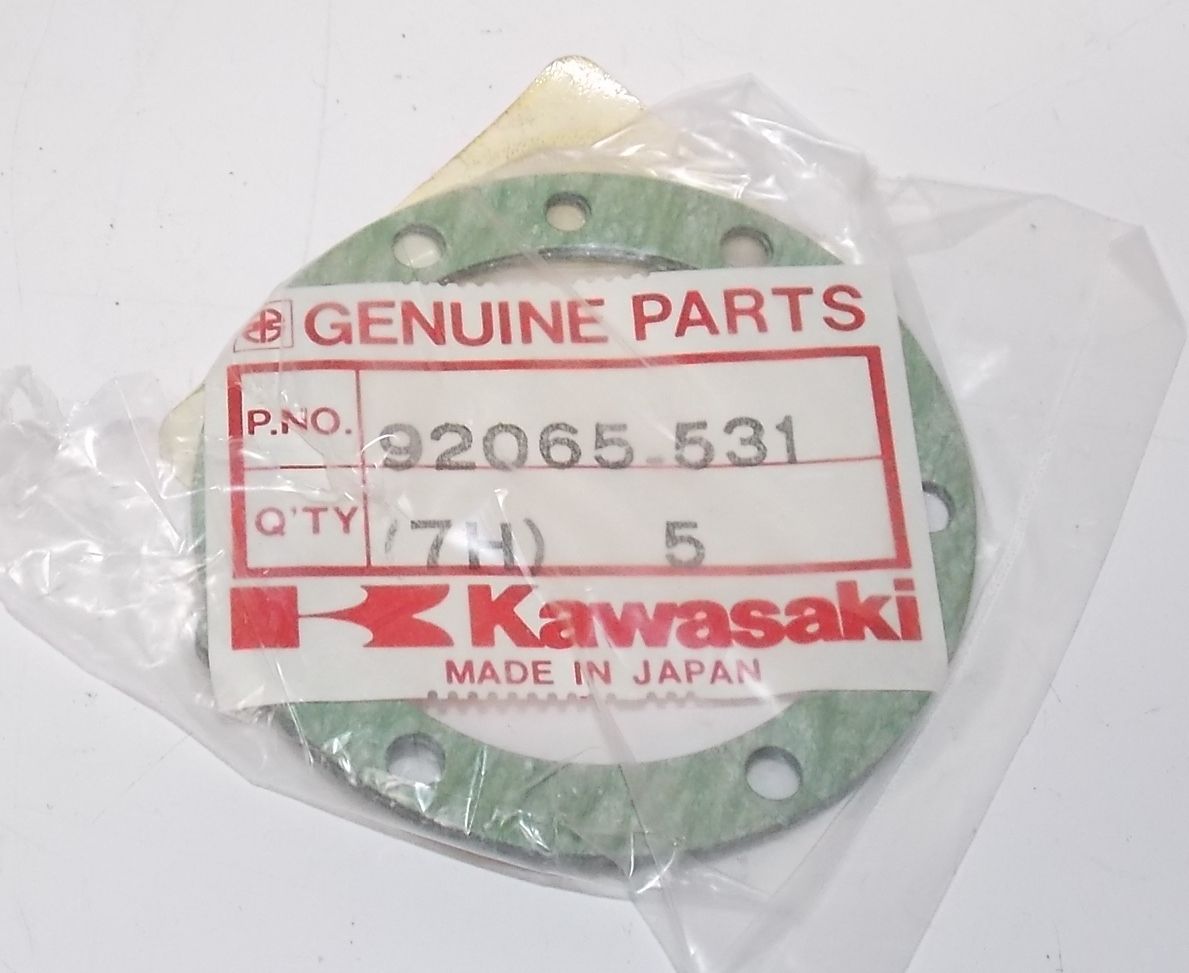 GENUINE PARTS
P.NO. 92065-531
Q'TY (7H) 5
Kawasaki
MADE IN JAPAN